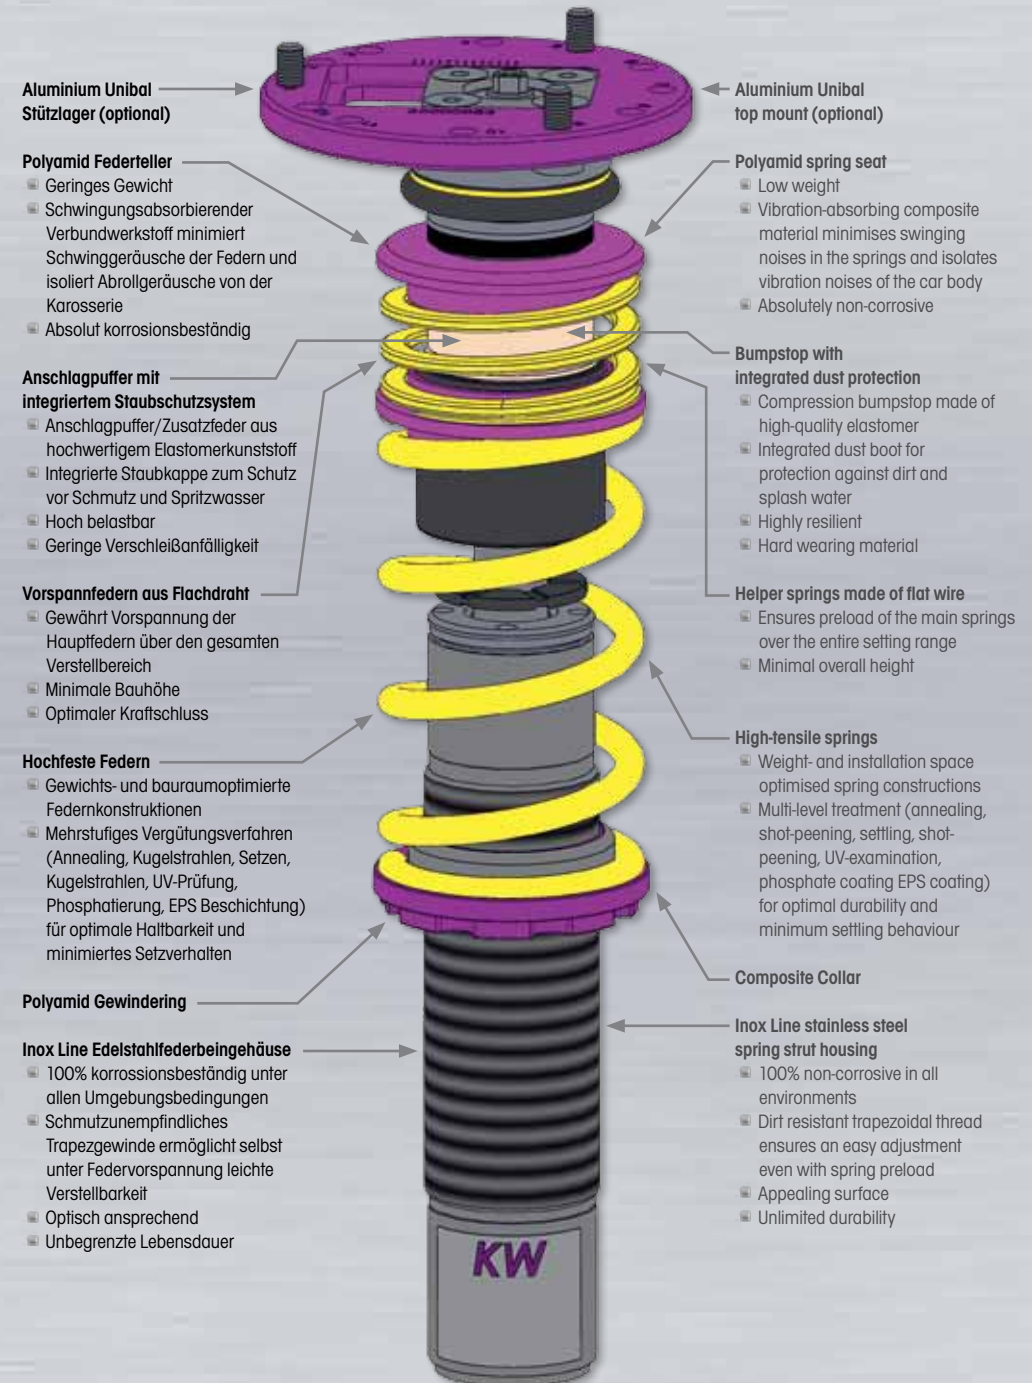 Aluminium Unibal
Stützlager (optional)
Polyamid Federteller
Geringes Gewicht
Schwingungsabsorbierender
Verbundwerkstoff minimiert
Schwinggeräusche der Federn und
isoliert Abrollgeräusche von der
Karosserie
Absolut korrosionsbeständig
Anschlagpuffer mit
integriertem Staubschutzsystem
Anschlagpuffer/Zusatzfeder aus
hochwertigem Elastomerkunststoff
Integrierte Staubkappe zum Schutz
vor Schmutz und Spritzwasser
Hoch belastbar
Geringe Verschleißanfälligkeit
Vorspannfedern aus Flachdraht
Gewährt Vorspannung der
Hauptfedern über den gesamten
Verstellbereich
Minimale Bauhöhe
Optimaler Kraftschluss
Hochfeste Federn
Gewichts- und bauraumoptimierte
Federnkonstruktionen
Mehrstufiges Vergütungsverfahren
(Annealing, Kugelstrahlen, Setzen,
Kugelstrahlen, UV-Prüfung,
Phosphatierung, EPS Beschichtung)
für optimale Haltbarkeit und
minimiertes Setzverhalten
Polyamid Gewindering
Inox Line Edelstahlfederbeingehäuse
100% korrossionsbeständig unter
allen Umgebungsbedingungen
Schmutzunempfindliches
Trapezgewinde ermöglicht selbst
unter Federvorspannung leichte
Verstellbarkeit
Optisch ansprechend
Unbegrenzte Lebensdauer
Aluminium Unibal
top mount (optional)
Polyamid spring seat
Low weight
Vibration-absorbing composite
material minimises swinging
noises in the springs and isolates
vibration noises of the car body
Absolutely non-corrosive
Bumpstop with
integrated dust protection
Compression bumpstop made of
high-quality elastomer
Integrated dust boot for
protection against dirt and
splash water
Highly resilient
Hard wearing material
Helper springs made of flat wire
Ensures preload of the main springs
over the entire setting range
Minimal overall height
High-tensile springs
Weight- and installation space
optimised spring constructions
Multi-level treatment (annealing,
shot-peening, settling, shot-
peening, UV-examination,
phosphate coating EPS coating)
for optimal durability and
minimum settling behaviour
Composite Collar
Inox Line stainless steel
spring strut housing
100% non-corrosive in all
environments
Dirt resistant trapezoidal thread
ensures an easy adjustment
even with spring preload
Appealing surface
Unlimited durability
KW